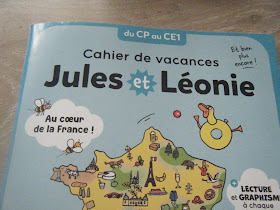 du CP au CE1
Cahier de vacances
Et bien
plus
encore !
Jules et Léonie
Au cœur
de la France !
+ LECTURE
et GRAPHISM
à chaque